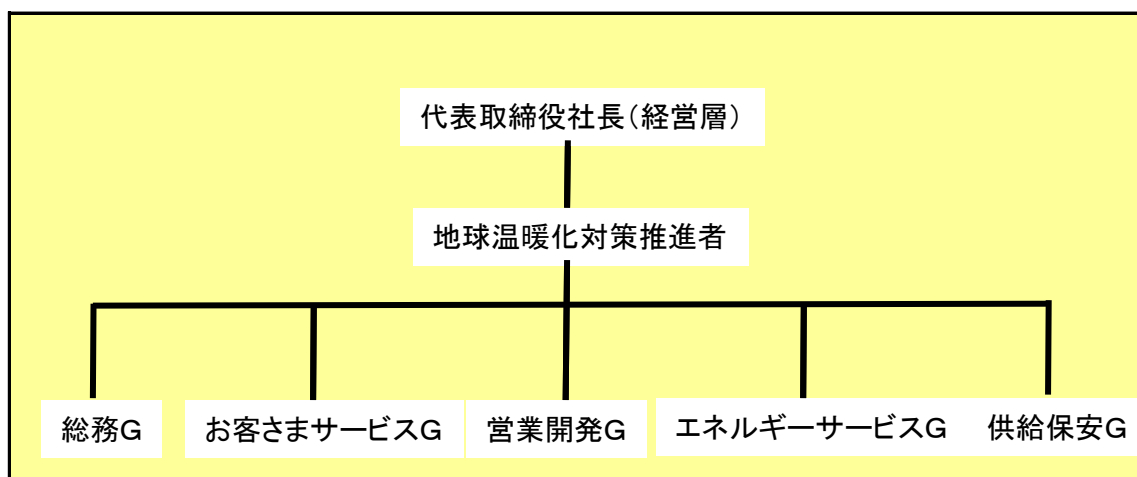 代表取締役社長（経営層）
地球温暖化対策推進者
総務G
お客さまサービスG
営業開発G
エネルギーサービスG
供給保安G